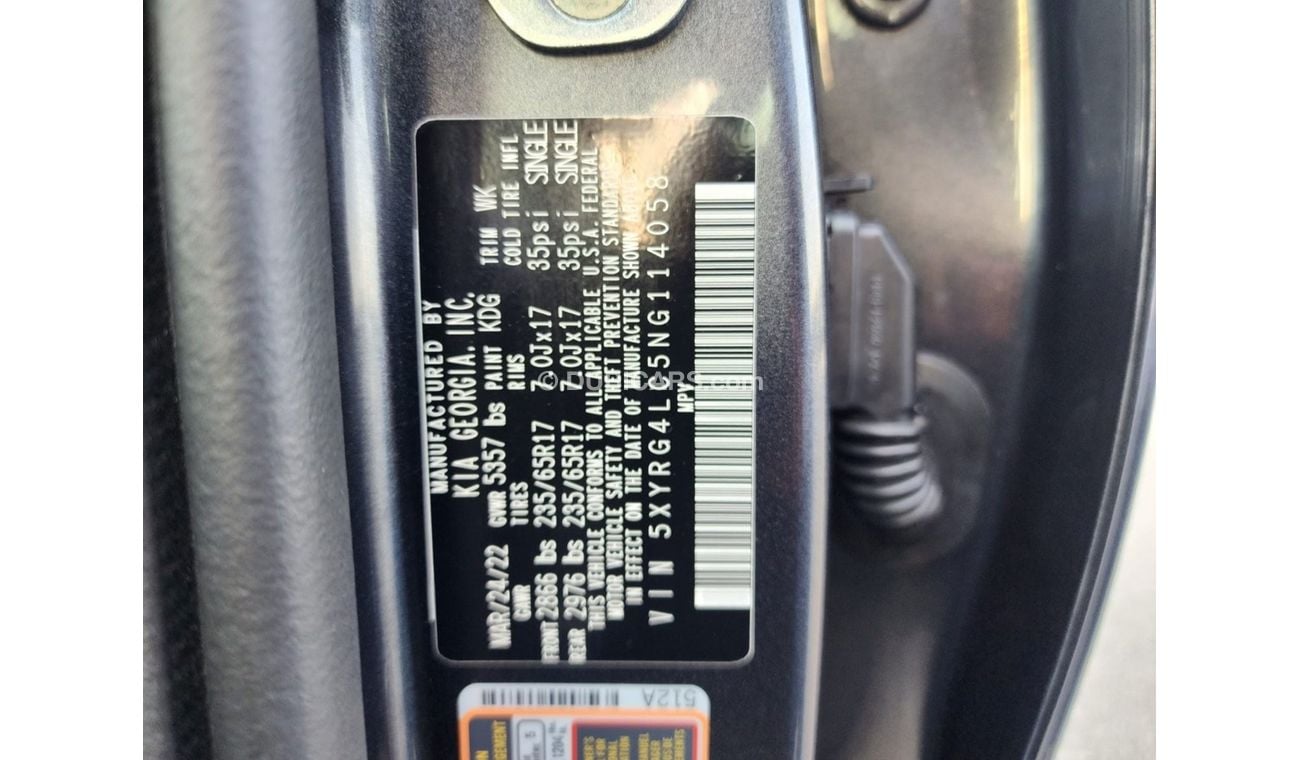 MANUFACTURED BY
KIA GEORGIA, INC.
MAR/24/22 GVWR 5357 lbs PAINT KDG TRIM WK
GAWR TIRES RIMS COLD TIRE INFL
FRONT 2866 lbs 235/65R17 7.0Jx17 35psi SINGLE
REAR 2976 lbs 235/65R17 7.0Jx17 35psi SINGLE
THIS VEHICLE CONFORMS TO ALL APPLICABLE U.S.A. FEDERAL
MOTOR VEHICLE SAFETY AND THEFT PREVENTION STANDARDS
IN EFFECT ON THE DATE OF MANUFACTURE SHOWN ABOVE
VIN 5XYRG4LC5NG114058
MPV
512A
© DUBICARS.com